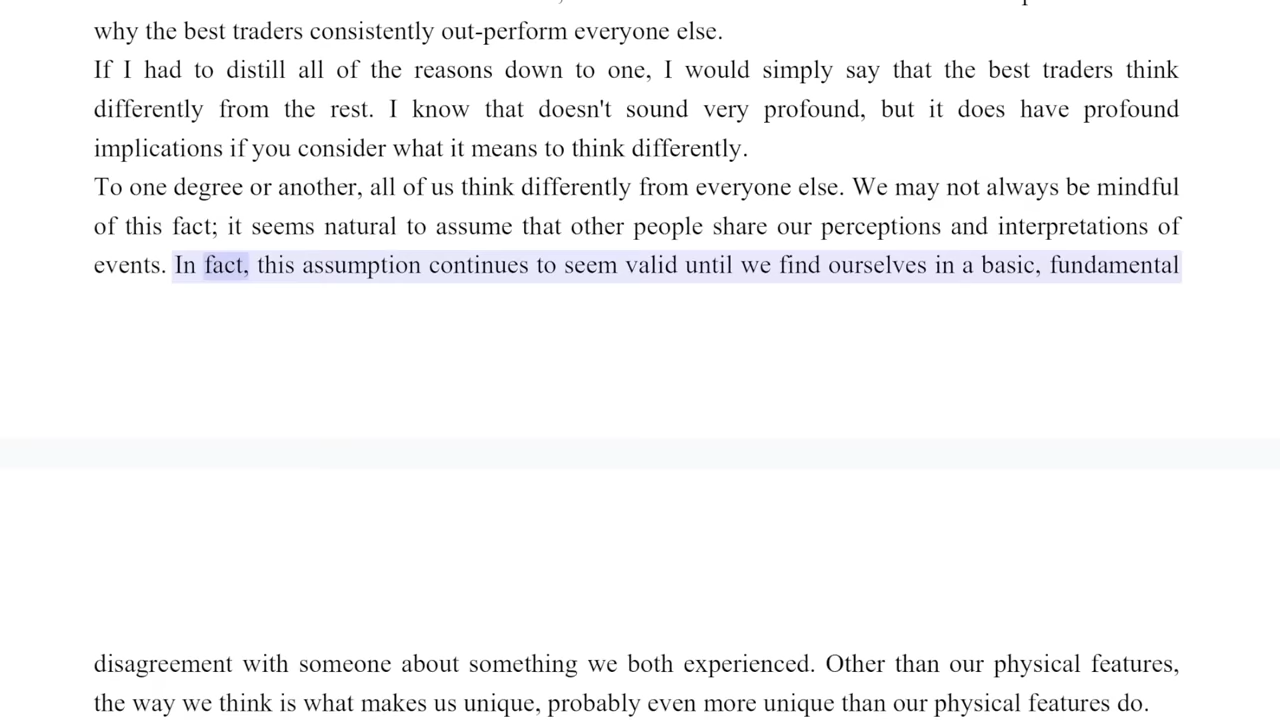 why the best traders consistently out-perform everyone else.
If I had to distill all of the reasons down to one, I would simply say that the best traders think
differently from the rest. I know that doesn't sound very profound, but it does have profound
implications if you consider what it means to think differently.
To one degree or another, all of us think differently from everyone else. We may not always be mindful
of this fact; it seems natural to assume that other people share our perceptions and interpretations of
events. In fact, this assumption continues to seem valid until we find ourselves in a basic, fundamental
disagreement with someone about something we both experienced. Other than our physical features,
the way we think is what makes us unique, probably even more unique than our physical features do.